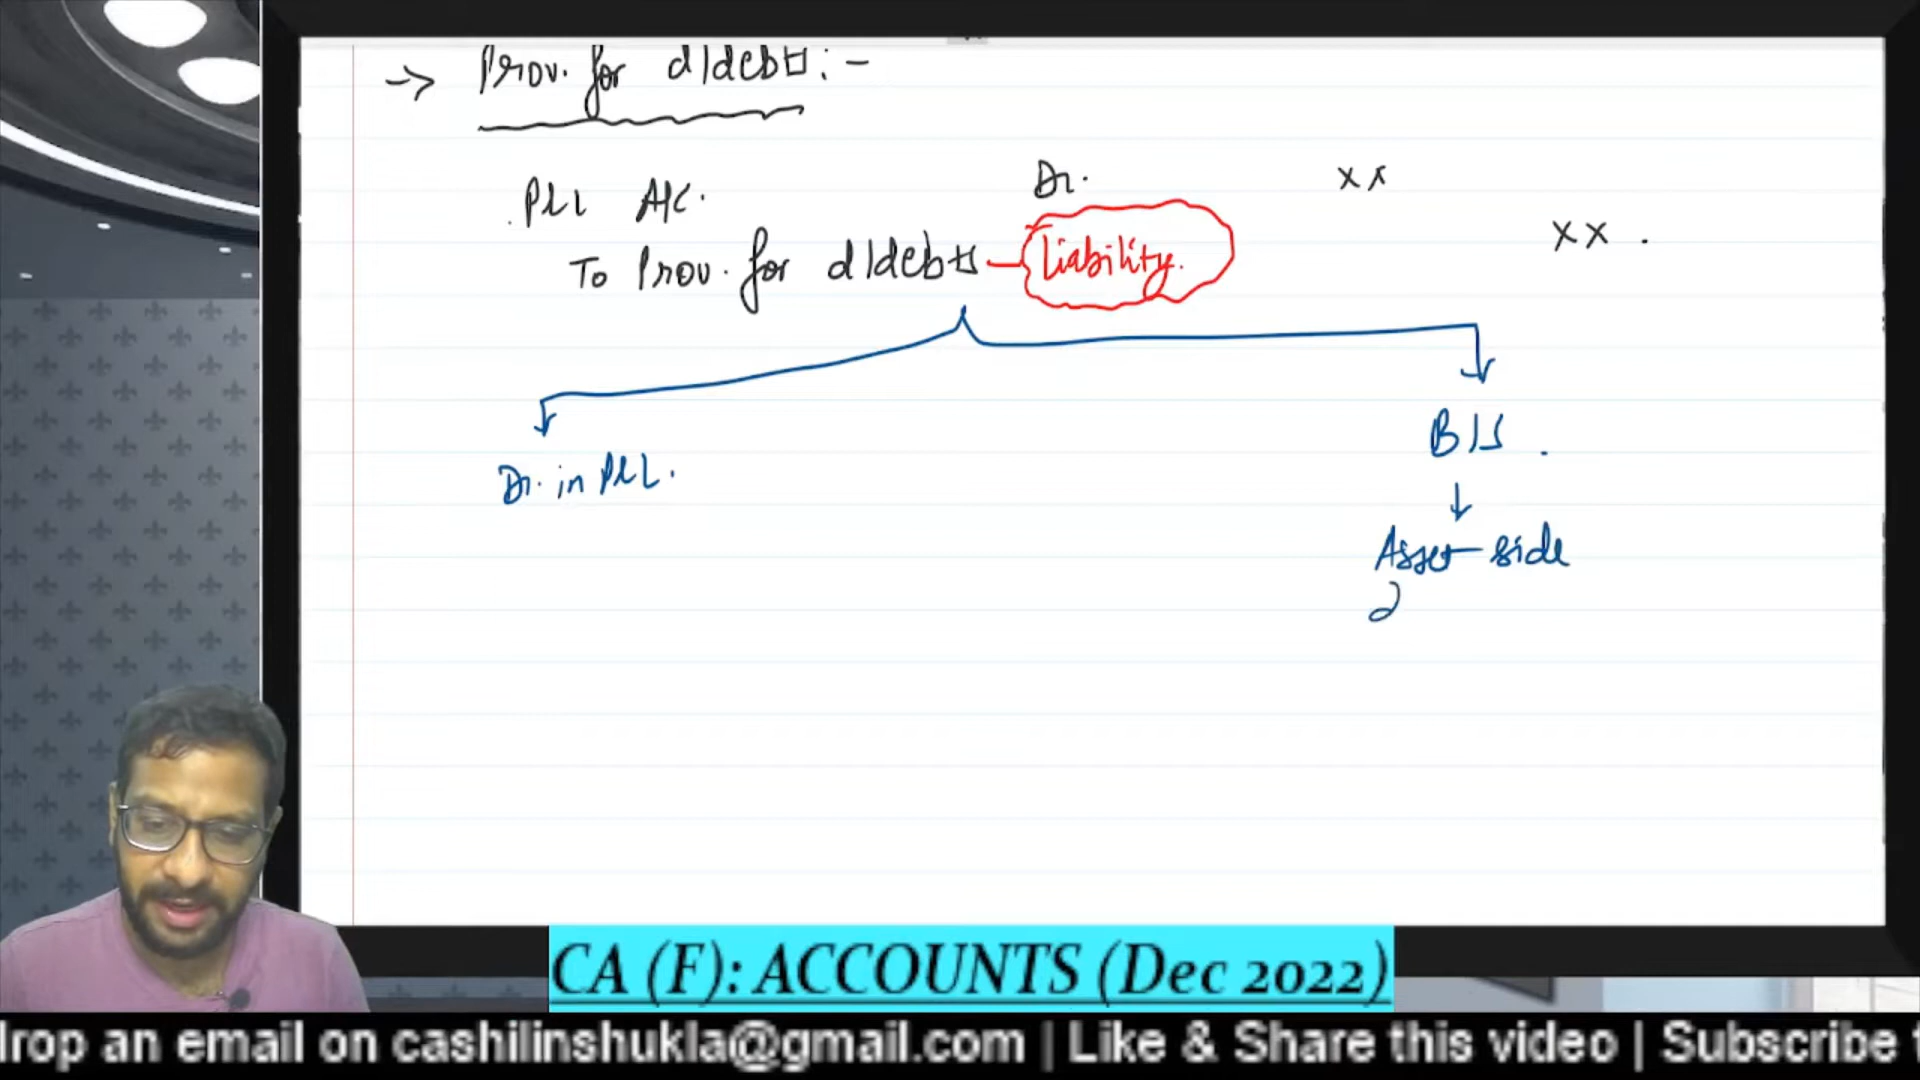 -> Prov. for d/debts:-
P&L A/C. Dr. xx
To Prov. for d/debts - Liability. xx.
Dr. in P&L.
B/S.
Asset side
CA (F): ACCOUNTS (Dec 2022)
drop an email on cashilinshukla@gmail.com | Like & Share this video | Subscribe t